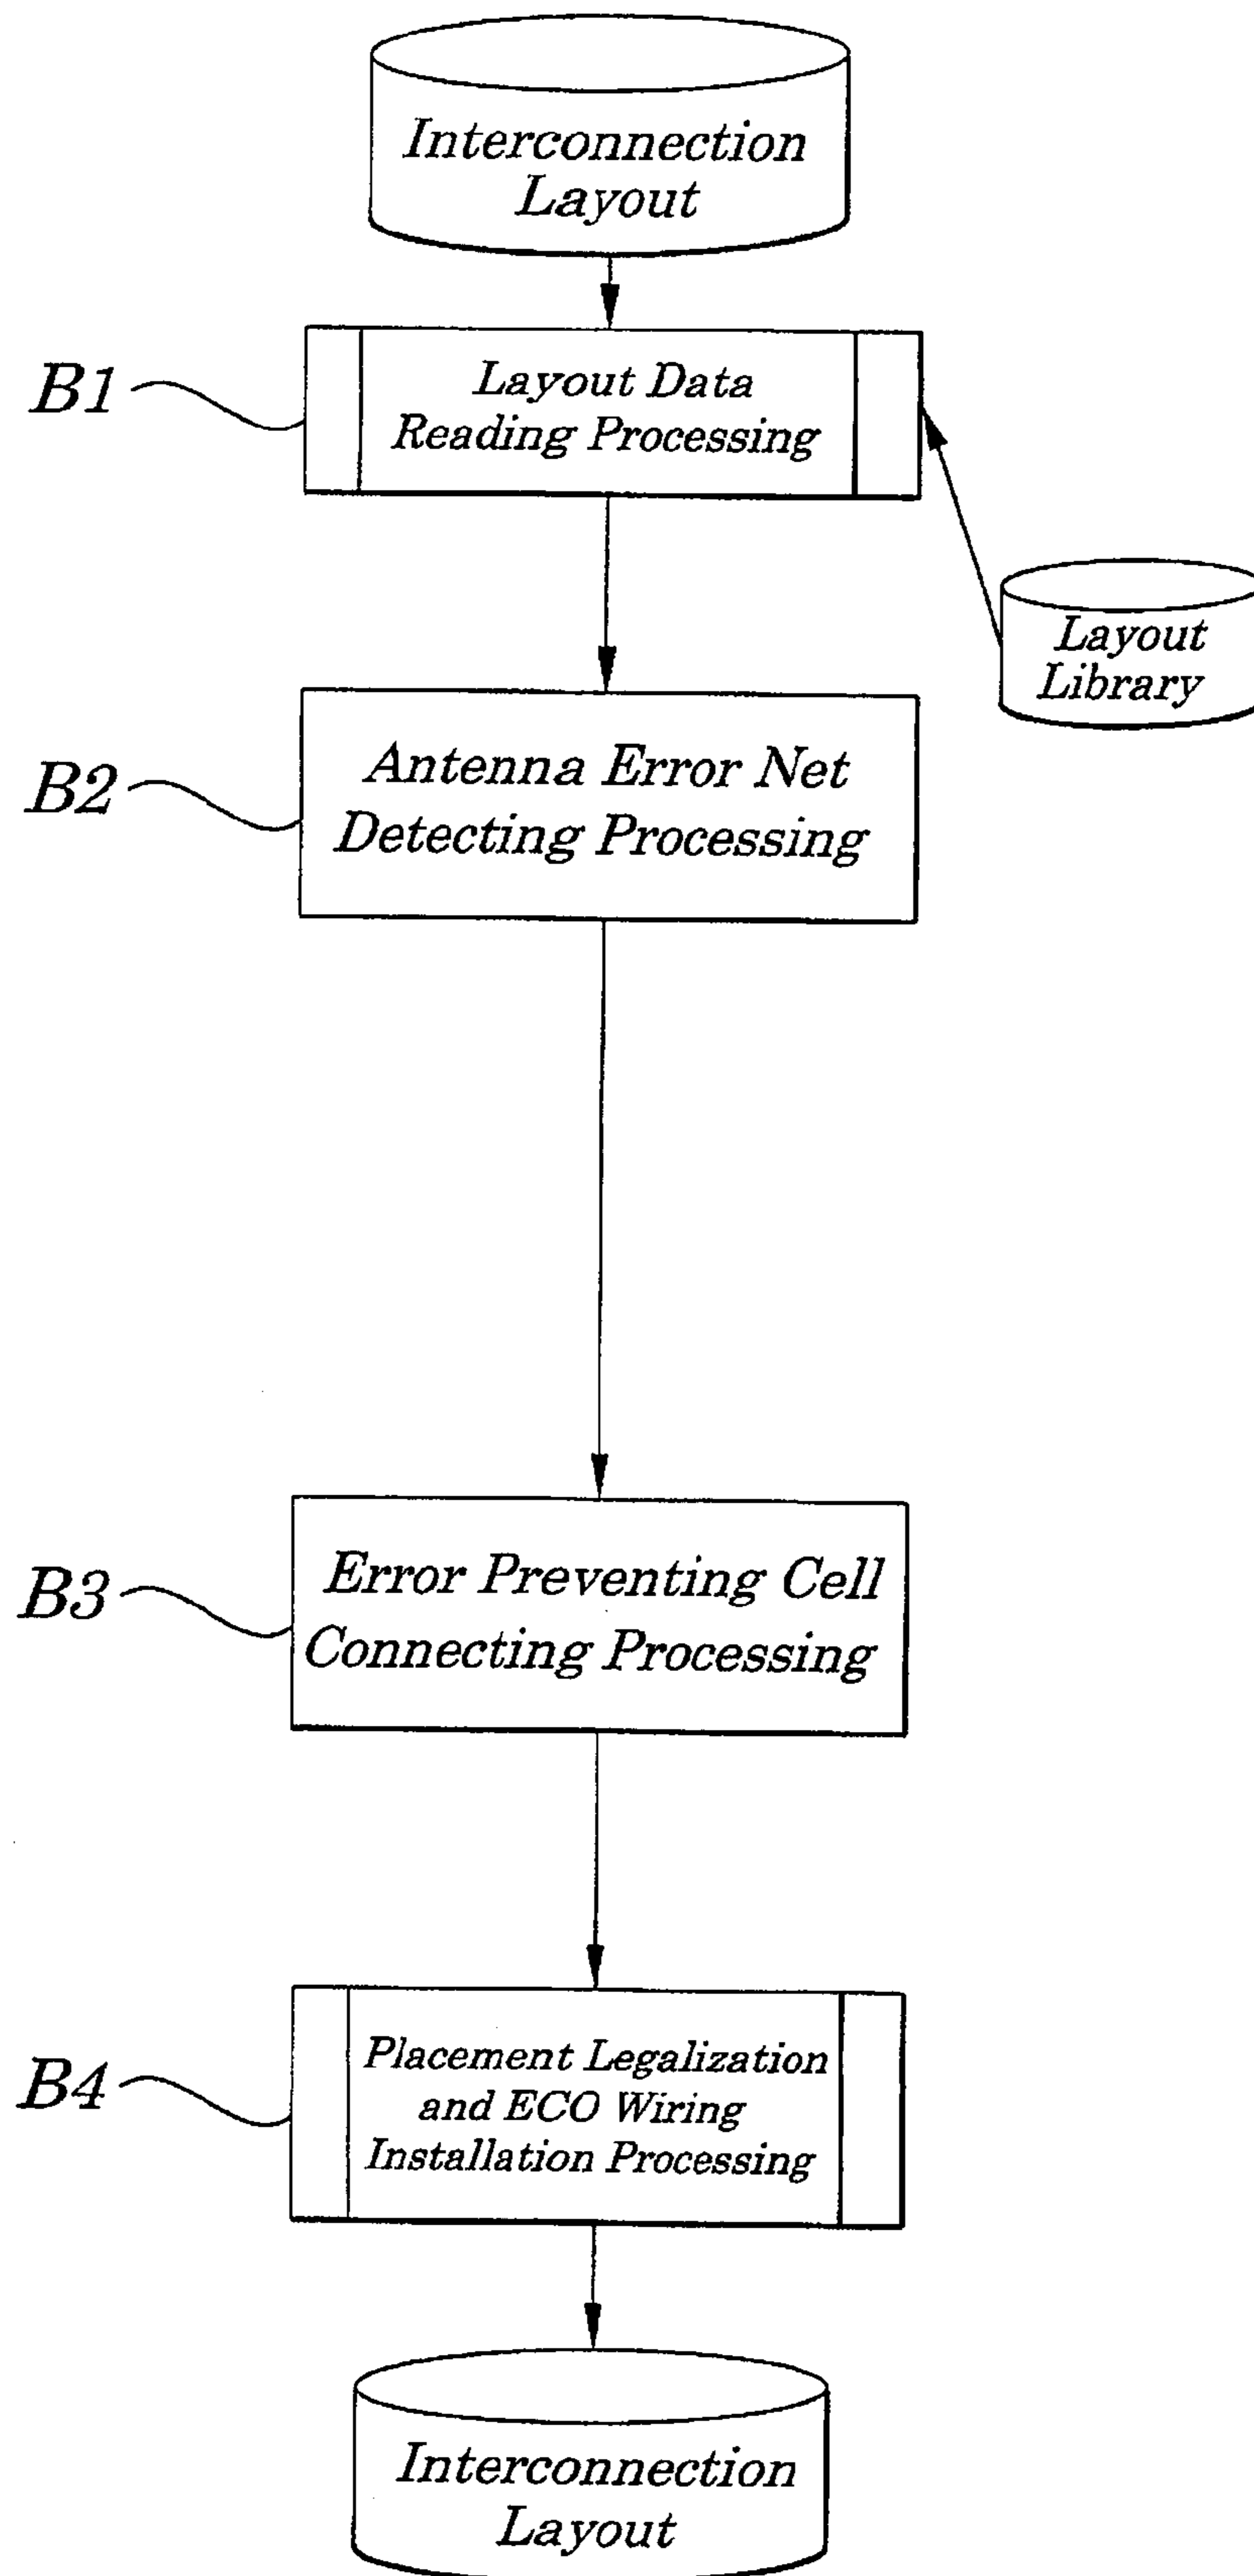 Interconnection
Layout
B1
Layout Data
Reading Processing
Layout
Library
B2
Antenna Error Net
Detecting Processing
B3
Error Preventing Cell
Connecting Processing
B4
Placement Legalization
and ECO Wiring
Installation Processing
Interconnection
Layout